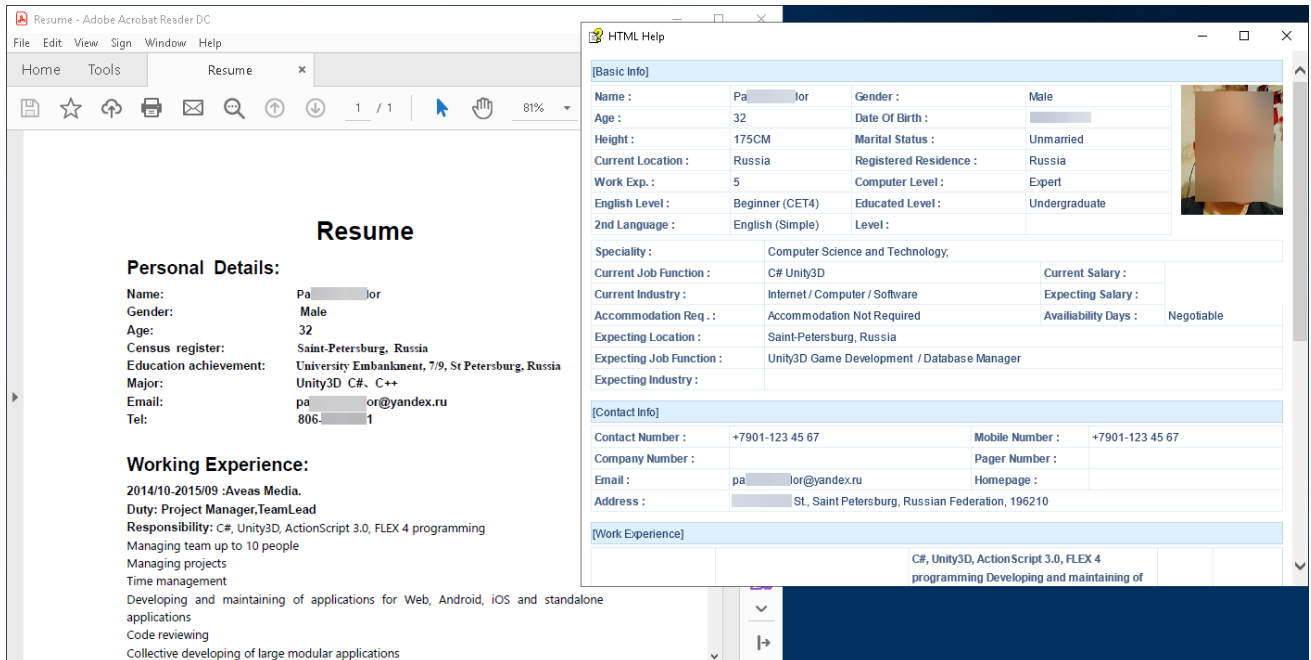 Resume - Adobe Acrobat Reader DC
File Edit View Sign Window Help
Home Tools Resume ×
1 / 1 81%
Resume
Personal Details:
Name: Pa lor
Gender: Male
Age: 32
Census register: Saint-Petersburg, Russia
Education achievement: University Embankment, 7/9, St Petersburg, Russia
Major: Unity3D C#、C++
Email: pa or@yandex.ru
Tel: 806- 1
Working Experience:
2014/10-2015/09 :Aveas Media.
Duty: Project Manager,TeamLead
Responsibility: C#, Unity3D, ActionScript 3.0, FLEX 4 programming
Managing team up to 10 people
Managing projects
Time management
Developing and maintaining of applications for Web, Android, iOS and standalone
applications
Code reviewing
Collective developing of large modular applications
HTML Help
[Basic Info]
Name : Pa lor Gender : Male
Age : 32 Date Of Birth :
Height : 175CM Marital Status : Unmarried
Current Location : Russia Registered Residence : Russia
Work Exp. : 5 Computer Level : Expert
English Level : Beginner (CET4) Educated Level : Undergraduate
2nd Language : English (Simple) Level :
Speciality : Computer Science and Technology;
Current Job Function : C# Unity3D Current Salary :
Current Industry : Internet / Computer / Software Expecting Salary :
Accommodation Req . : Accommodation Not Required Availiability Days : Negotiable
Expecting Location : Saint-Petersburg, Russia
Expecting Job Function : Unity3D Game Development / Database Manager
Expecting Industry :
[Contact Info]
Contact Number : +7901-123 45 67 Mobile Number : +7901-123 45 67
Company Number : Pager Number :
Email : pa lor@yandex.ru Homepage :
Address : St., Saint Petersburg, Russian Federation, 196210
[Work Experience]
C#, Unity3D, ActionScript 3.0, FLEX 4
programming Developing and maintaining of